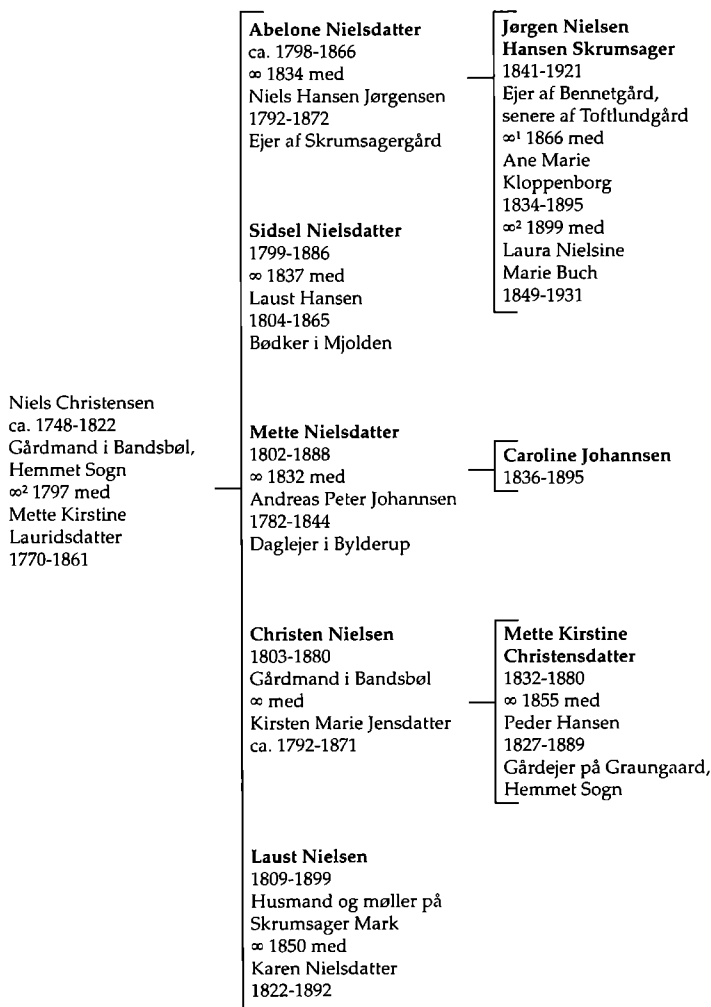 Niels Christensen
ca. 1748-1822
Gårdmand i Bandsbøl,
Hemmet Sogn
∞² 1797 med
Mette Kirstine
Lauridsdatter
1770-1861
Abelone Nielsdatter
ca. 1798-1866
∞ 1834 med
Niels Hansen Jørgensen
1792-1872
Ejer af Skrumsagergård
Sidsel Nielsdatter
1799-1886
∞ 1837 med
Laust Hansen
1804-1865
Bødker i Mjolden
Mette Nielsdatter
1802-1888
∞ 1832 med
Andreas Peter Johannsen
1782-1844
Daglejer i Bylderup
Christen Nielsen
1803-1880
Gårdmand i Bandsbøl
∞ med
Kirsten Marie Jensdatter
ca. 1792-1871
Laust Nielsen
1809-1899
Husmand og møller på
Skrumsager Mark
∞ 1850 med
Karen Nielsdatter
1822-1892
Jørgen Nielsen
Hansen Skrumsager
1841-1921
Ejer af Bennetgård,
senere af Toftlundgård
∞¹ 1866 med
Ane Marie
Kloppenborg
1834-1895
∞² 1899 med
Laura Nielsine
Marie Buch
1849-1931
Caroline Johannsen
1836-1895
Mette Kirstine
Christensdatter
1832-1880
∞ 1855 med
Peder Hansen
1827-1889
Gårdejer på Graungaard,
Hemmet Sogn